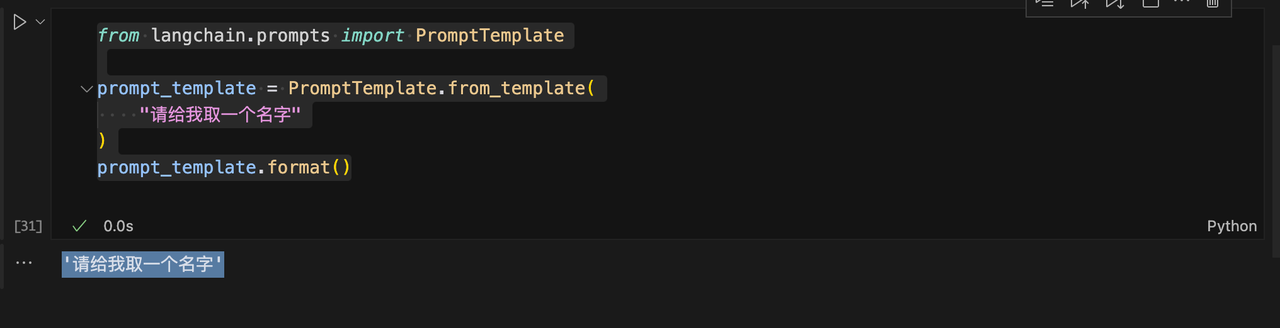 from langchain.prompts import PromptTemplate
prompt_template = PromptTemplate.from_template(
"请给我取一个名字"
)
prompt_template.format()
[31] 0.0s Python
'请给我取一个名字'